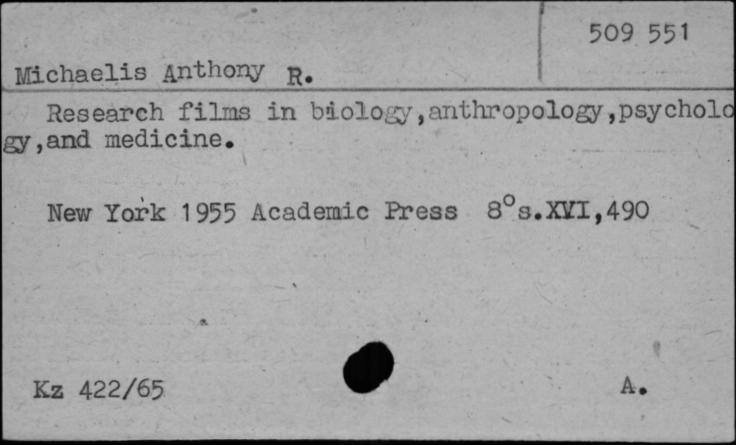 509 551
Michaelis Anthony R.
Research films in biology,anthropology,psycholo
gy,and medicine.
New York 1955 Academic Press 8°s.XVI,490
Kz 422/65
A.